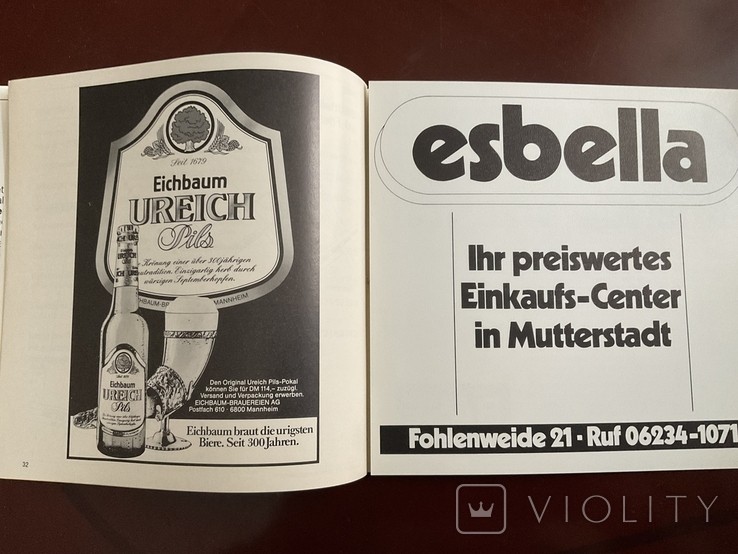 Seit 1679
Eichbaum
UREICH
Pils
Krönung einer über 300jährigen
Einzigartig herb durch
würzigen Septemberhopfen.
MANNHEIM
Eichbaum
UREICH
Pils
Den Original Ureich Pils-Pokal
können Sie für DM 114,– zuzügl.
Versand und Verpackung erwerben.
EICHBAUM-BRAUEREIEN AG
Postfach 610 · 6800 Mannheim
Eichbaum braut die urigsten
Biere. Seit 300 Jahren.
32
esbella
Ihr preiswertes
Einkaufs-Center
in Mutterstadt
Fohlenweide 21 · Ruf 06234-1071
VIOLITY